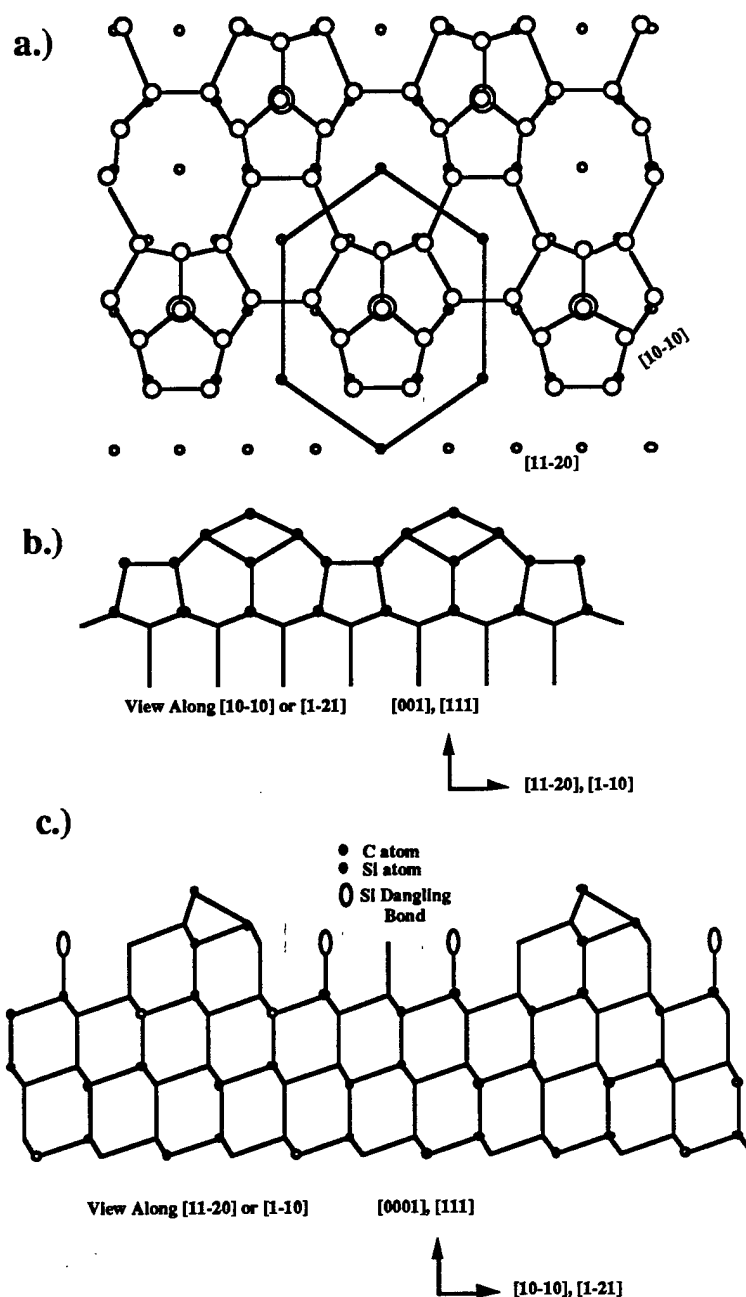 a.)
[10-10]
[11-20]
b.)
View Along [10-10] or [1-21] [001], [111]
[11-20], [1-10]
c.)
C atom
Si atom
Si Dangling
Bond
View Along [11-20] or [1-10] [0001], [111]
[10-10], [1-21]